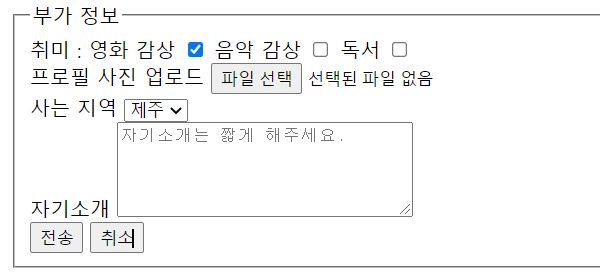 부가 정보
취미 : 영화 감상 음악 감상 독서
프로필 사진 업로드 파일 선택 선택된 파일 없음
사는 지역 제주
자기소개는 짧게 해주세요.
자기소개
전송 취소